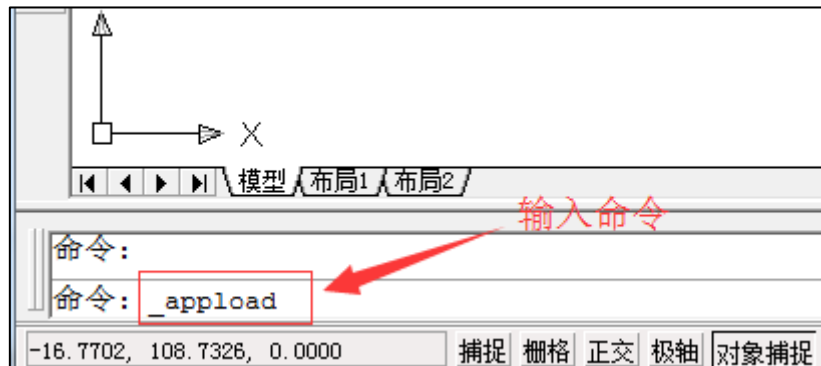 X
模型 布局1 布局2
输入命令
命令:
命令: _appload
-16.7702, 108.7326, 0.0000 捕捉 栅格 正交 极轴 对象捕捉